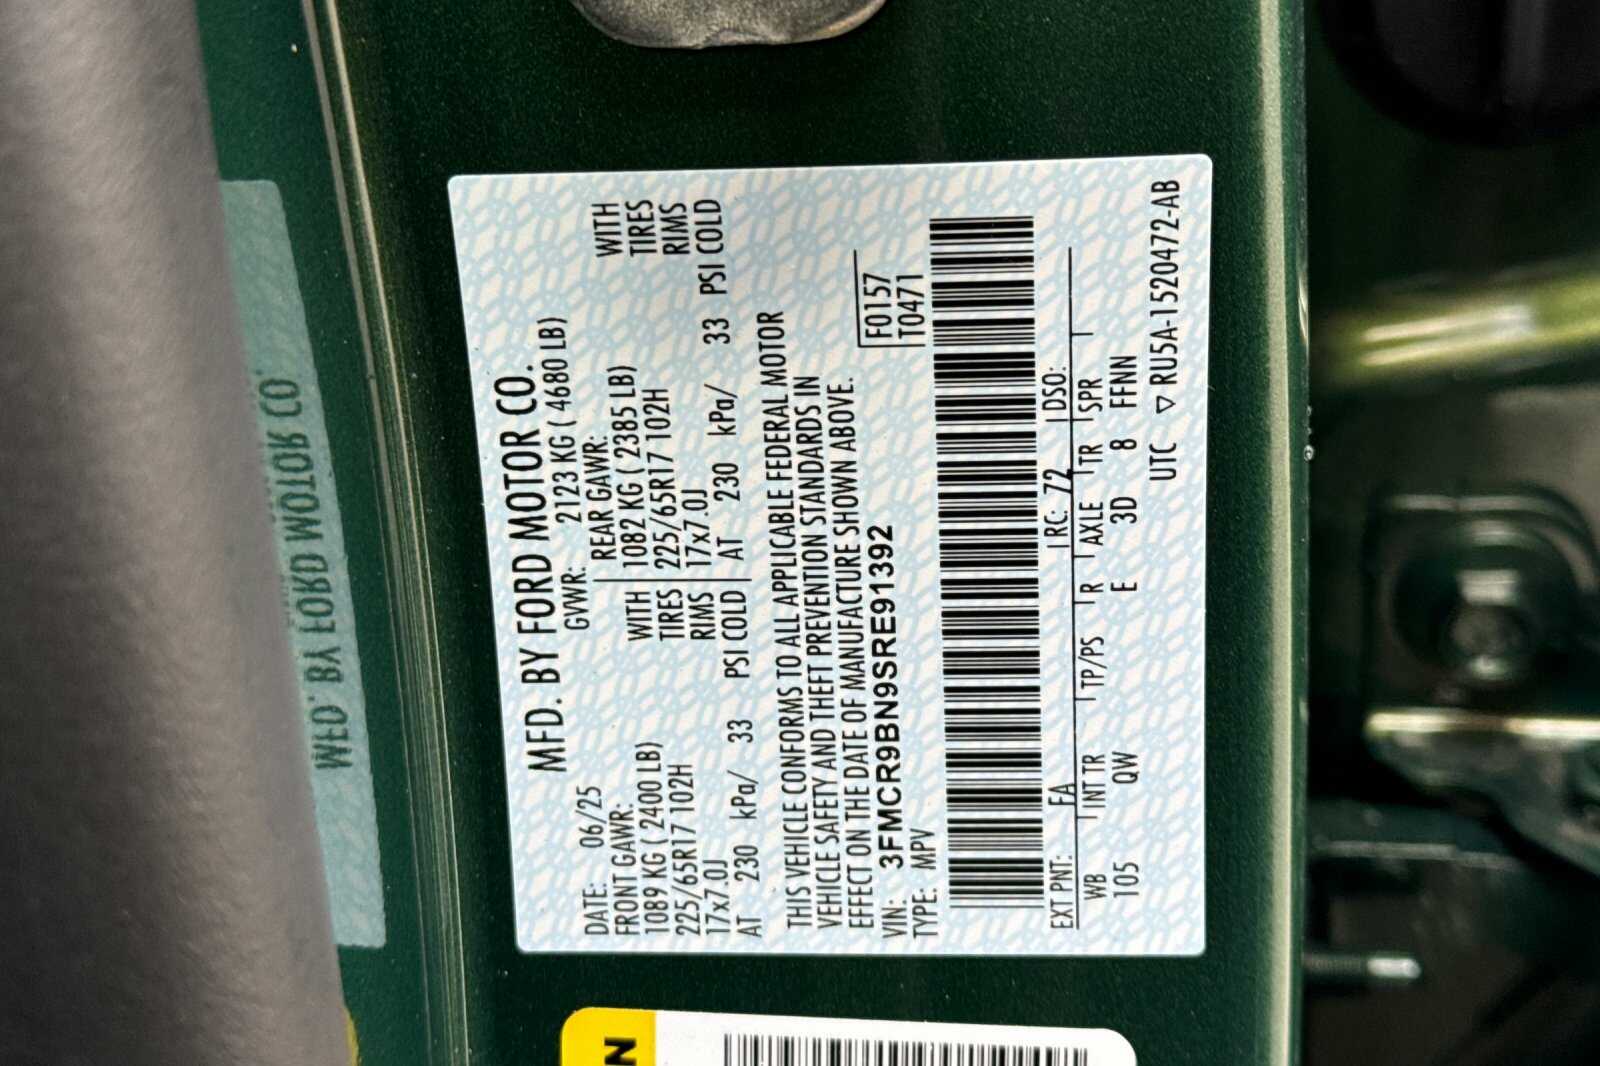 MFD. BY FORD MOTOR CO.
DATE: 06/25 GVWR: 2123 KG ( 4680 LB)
FRONT GAWR: REAR GAWR: WITH
1089 KG ( 2400 LB) WITH 1082 KG ( 2385 LB) TIRES
225/65R17 102H TIRES 225/65R17 102H RIMS
17x7.0J RIMS 17x7.0J
AT 230 kPa/ 33 PSI COLD AT 230 kPa/ 33 PSI COLD
THIS VEHICLE CONFORMS TO ALL APPLICABLE FEDERAL MOTOR
VEHICLE SAFETY AND THEFT PREVENTION STANDARDS IN
EFFECT ON THE DATE OF MANUFACTURE SHOWN ABOVE.
VIN: 3FMCR9BN9SRE91392 F0157
TYPE: MPV T0471
EXT PNT: FA RC: 72 DSO:
WB INT TR TP/PS R AXLE TR SPR
105 QW E 3D 8 FFNN
UTC ▽ RU5A-1520472-AB
MFD. BY FORD MOTOR CO.